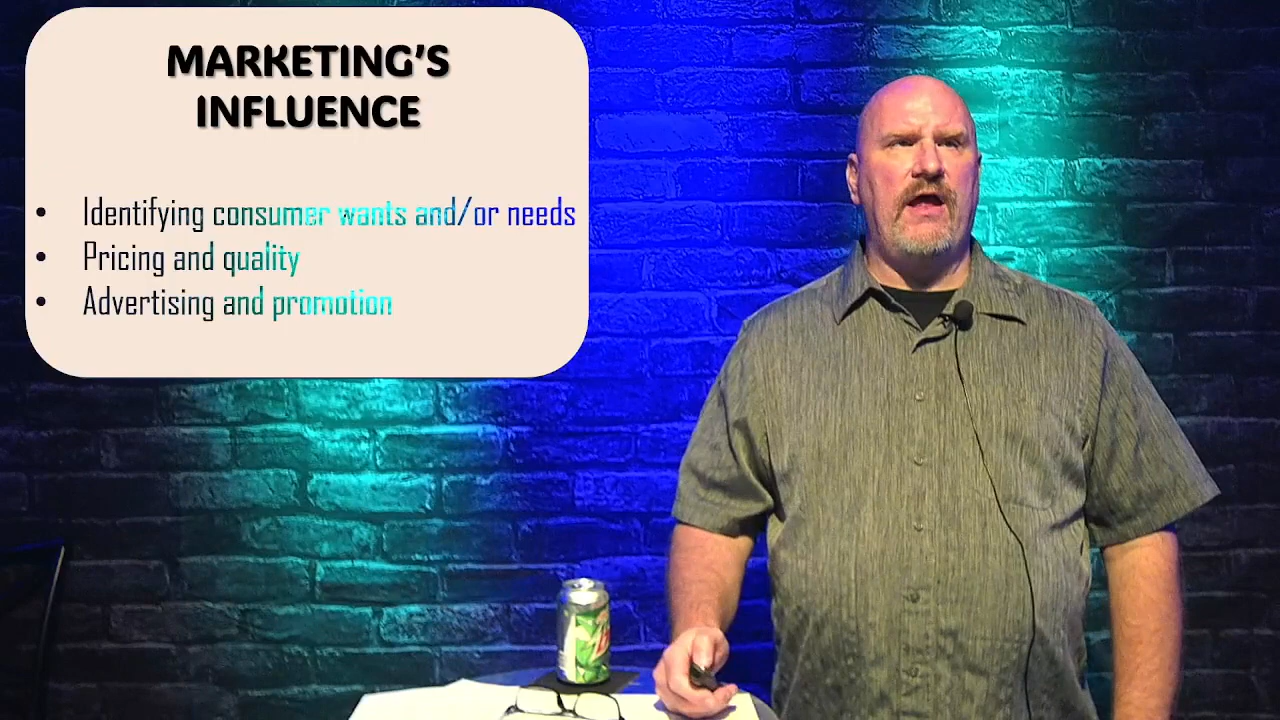 MARKETING'S
INFLUENCE
• Identifying consumer wants and/or needs
• Pricing and quality
• Advertising and promotion